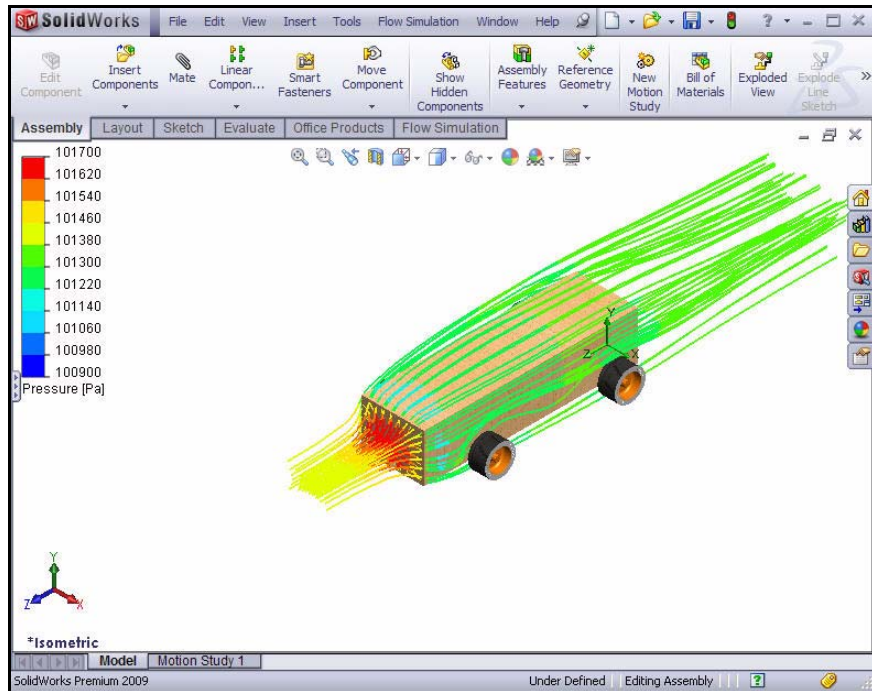 SolidWorks File Edit View Insert Tools Flow Simulation Window Help
Edit Component
Insert Components
Mate
Linear Compon...
Smart Fasteners
Move Component
Show Hidden Components
Assembly Features
Reference Geometry
New Motion Study
Bill of Materials
Exploded View
Explode Line Sketch
Assembly Layout Sketch Evaluate Office Products Flow Simulation
101700
101620
101540
101460
101380
101300
101220
101140
101060
100980
100900
Pressure [Pa]
Y
Z X
Y
Z X
*Isometric
Model Motion Study 1
SolidWorks Premium 2009 Under Defined Editing Assembly